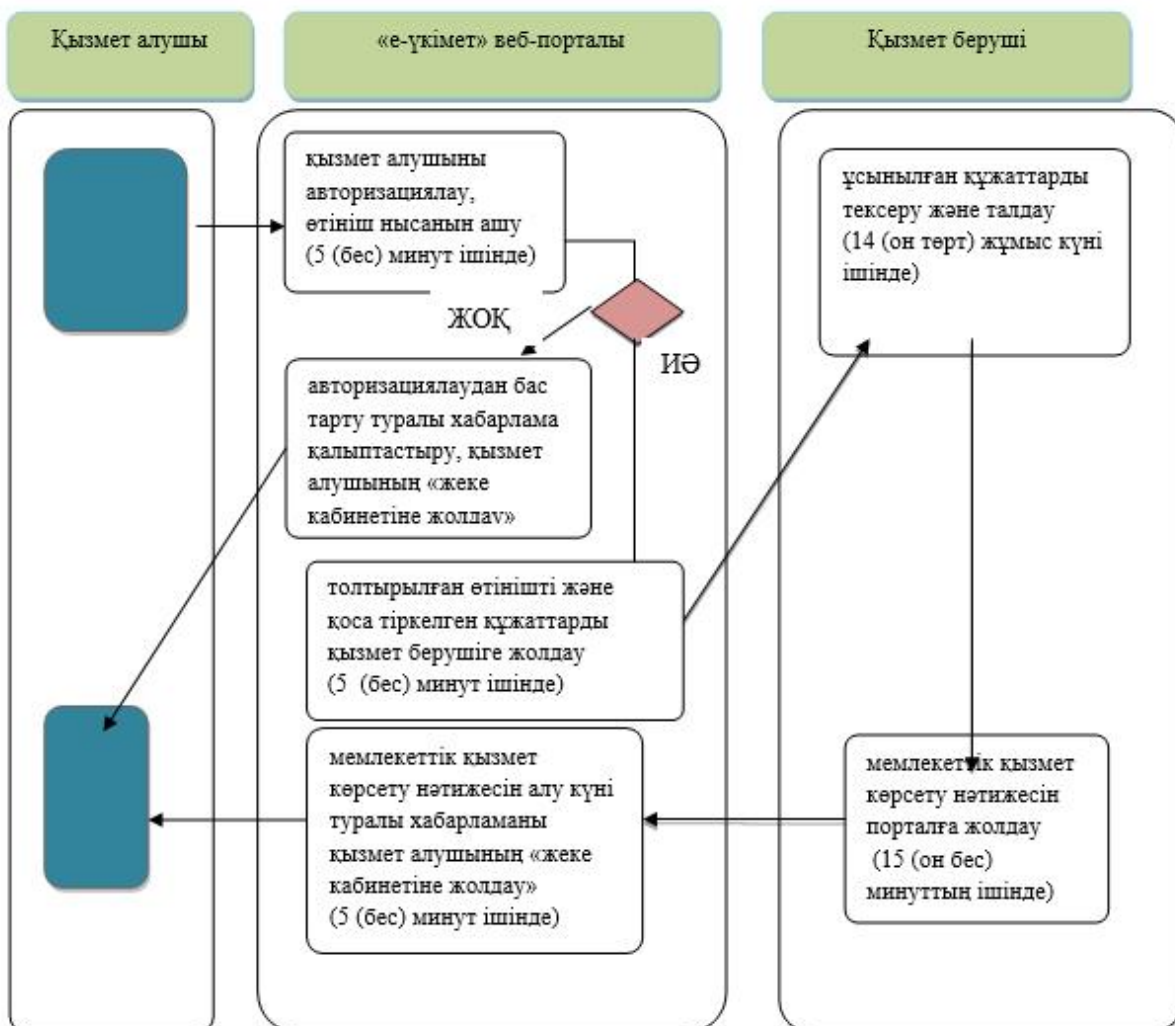 Қызмет алушы
«е-үкімет» веб-порталы
Қызмет беруші
қызмет алушыны
авторизациялау,
өтініш нысанын ашу
(5 (бес) минут ішінде)
ұсынылған құжаттарды
тексеру және талдау
(14 (он төрт) жұмыс күні
ішінде)
ЖОҚ
ИӘ
авторизациялаудан бас
тарту туралы хабарлама
қалыптастыру, қызмет
алушының «жеке
кабинетіне жолдау»
толтырылған өтінішті және
қоса тіркелген құжаттарды
қызмет берушіге жолдау
(5 (бес) минут ішінде)
мемлекеттік қызмет
көрсету нәтижесін алу күні
туралы хабарламаны
қызмет алушының «жеке
кабинетіне жолдау»
(5 (бес) минут ішінде)
мемлекеттік қызмет
көрсету нәтижесін
порталға жолдау
(15 (он бес)
минуттың ішінде)